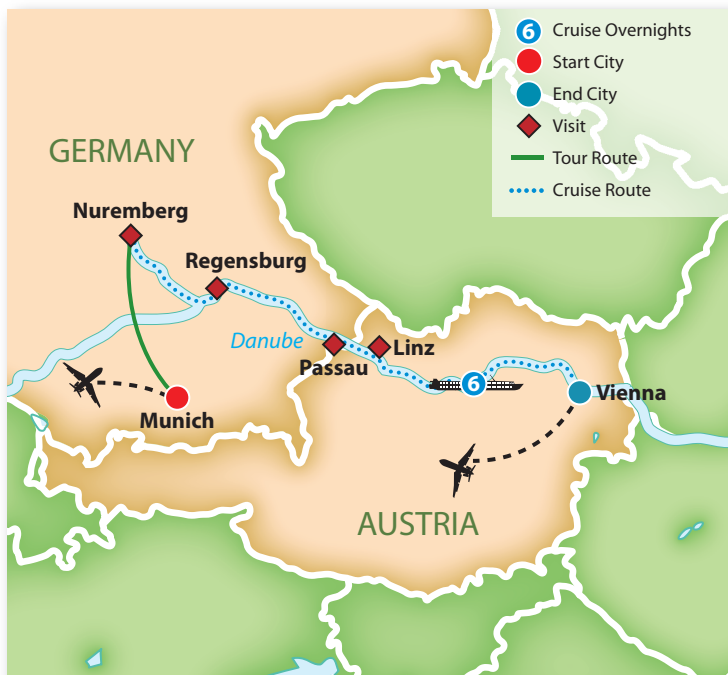 6 Cruise Overnights
Start City
End City
Visit
Tour Route
Cruise Route
GERMANY
Nuremberg
Regensburg
Danube
Passau
Linz
6
Vienna
Munich
AUSTRIA